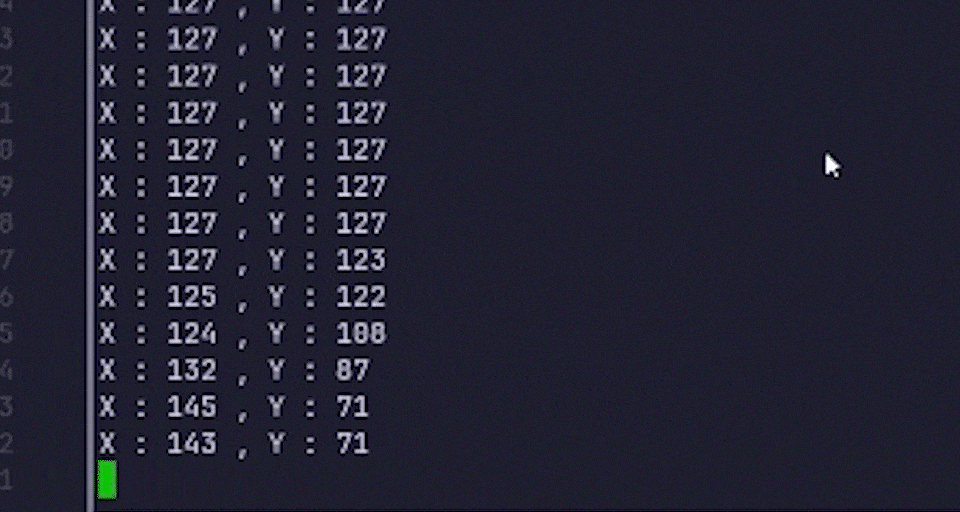 4 X : 127 , Y : 127
3 X : 127 , Y : 127
2 X : 127 , Y : 127
1 X : 127 , Y : 127
0 X : 127 , Y : 127
9 X : 127 , Y : 127
8 X : 127 , Y : 127
7 X : 127 , Y : 123
6 X : 125 , Y : 122
5 X : 124 , Y : 108
4 X : 132 , Y : 87
3 X : 145 , Y : 71
2 X : 143 , Y : 71
1